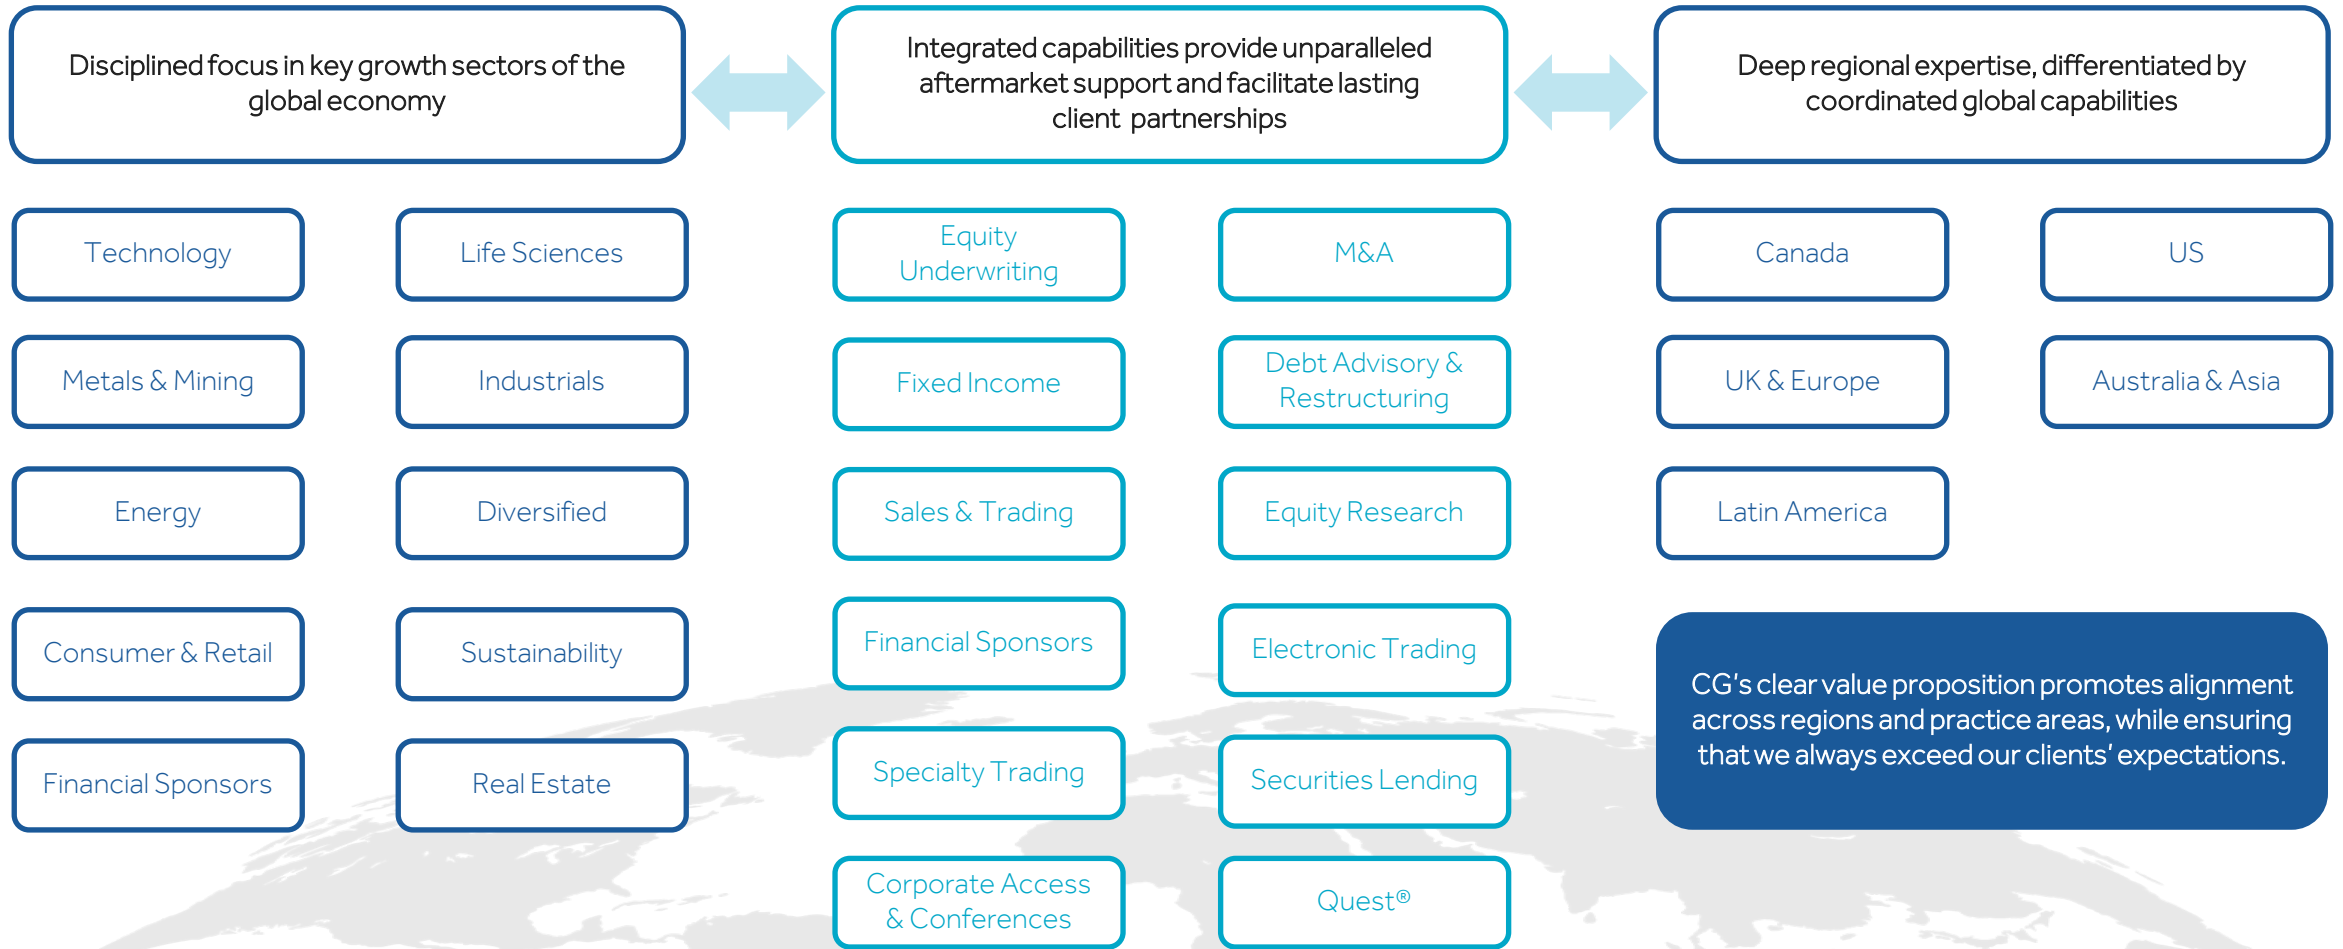 Disciplined focus in key growth sectors of the
global economy
Integrated capabilities provide unparalleled
aftermarket support and facilitate lasting
client partnerships
Deep regional expertise, differentiated by
coordinated global capabilities
Technology
Life Sciences
Metals & Mining
Industrials
Energy
Diversified
Consumer & Retail
Sustainability
Financial Sponsors
Real Estate
Equity
Underwriting
M&A
Fixed Income
Debt Advisory &
Restructuring
Sales & Trading
Equity Research
Financial Sponsors
Electronic Trading
Specialty Trading
Securities Lending
Corporate Access
& Conferences
Quest®
Canada
US
UK & Europe
Australia & Asia
Latin America
CG's clear value proposition promotes alignment
across regions and practice areas, while ensuring
that we always exceed our clients' expectations.